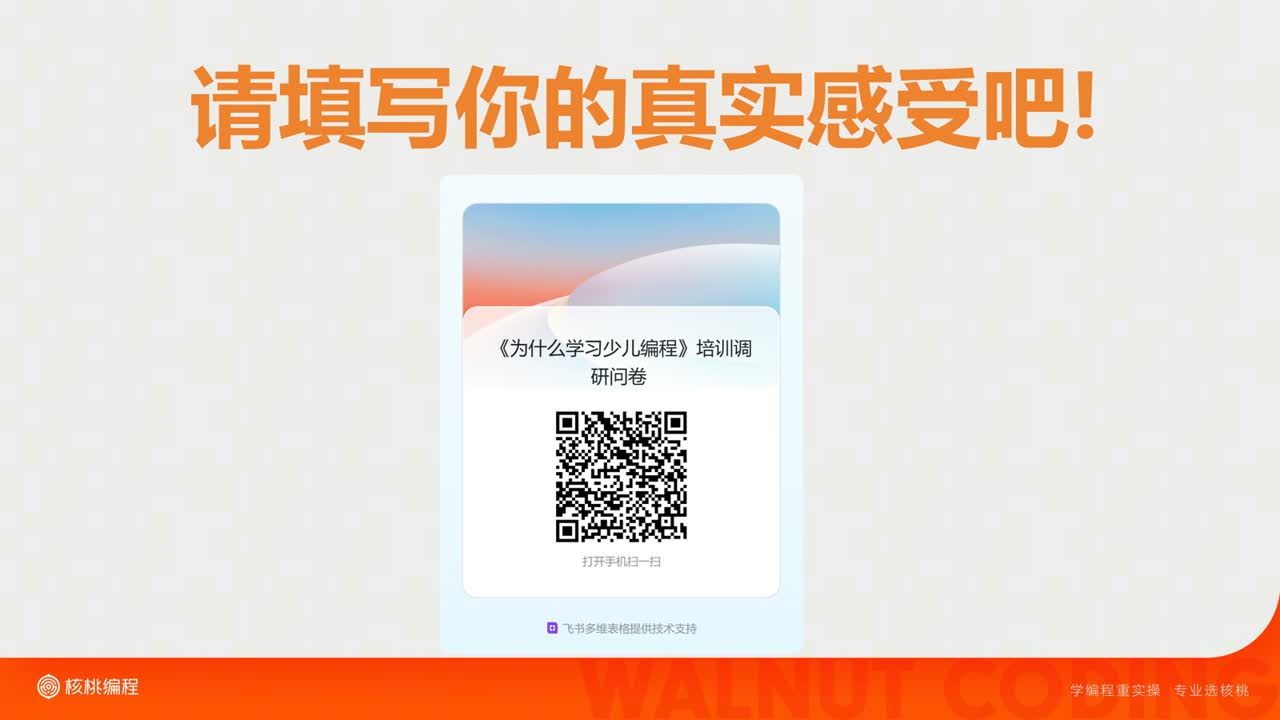 请填写你的真实感受吧!
《为什么学习少儿编程》培训调
研问卷
打开手机扫一扫
飞书多维表格提供技术支持
核桃编程
WALNUT CODING
学编程重实操 专业选核桃